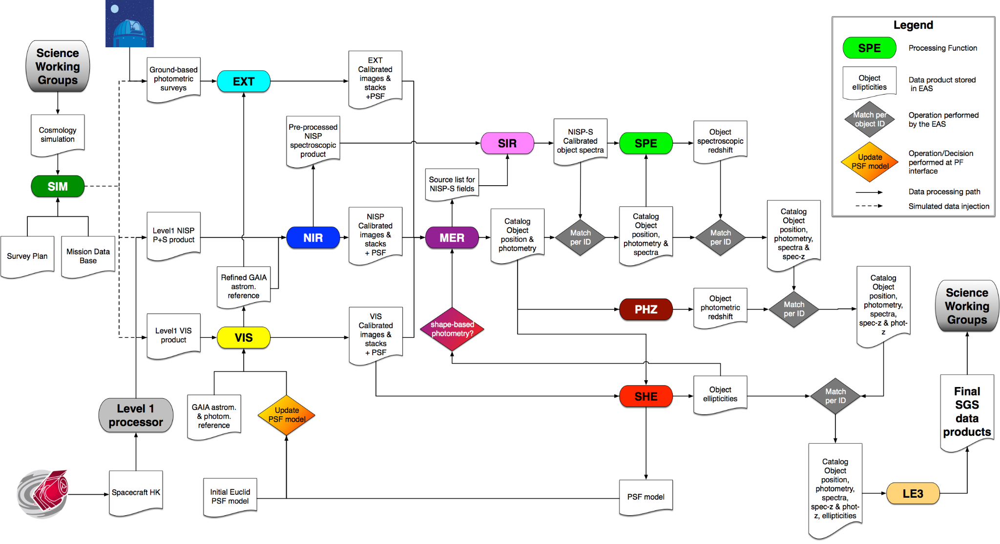 Science
Working
Groups
Cosmology
simulation
SIM
Survey Plan
Mission Data
Base
Ground-based
photometric
surveys
EXT
EXT
Calibrated
images &
stacks
+PSF
Pre-processed
NISP
spectroscopic
product
SIR
NISP-S
Calibrated
object spectra
SPE
Object
spectroscopic
redshift
Source list for
NISP-S fields
Level1 NISP
P+S product
NIR
NISP
Calibrated
images &
stacks
+ PSF
MER
Catalog
Object
position &
photometry
Match
per ID
Catalog
Object
position,
photometry &
spectra
Match
per ID
Catalog
Object
position,
photometry,
spectra &
spec-z
Refined GAIA
astrom.
reference
Level1 VIS
product
VIS
VIS
Calibrated
images &
stacks
+ PSF
shape-based
photometry?
PHZ
Object
photometric
redshift
Match
per ID
Catalog
Object
position,
photometry,
spectra,
spec-z & phot-
z
Science
Working
Groups
Level 1
processor
GAIA astrom.
& photom.
reference
Update
PSF model
SHE
Object
ellipticities
Match
per ID
Final
SGS
data
products
Spacecraft HK
Initial Euclid
PSF model
PSF model
Catalog
Object
position,
photometry,
spectra,
spec-z & phot-
z, ellipticities
LE3
Legend
SPE
Processing Function
Object
ellipticities
Data product stored
in EAS
Match per
object ID
Operation performed
by the EAS
Update
PSF model
Operation/Decision
performed at PF
interface
Data processing path
Simulated data injection